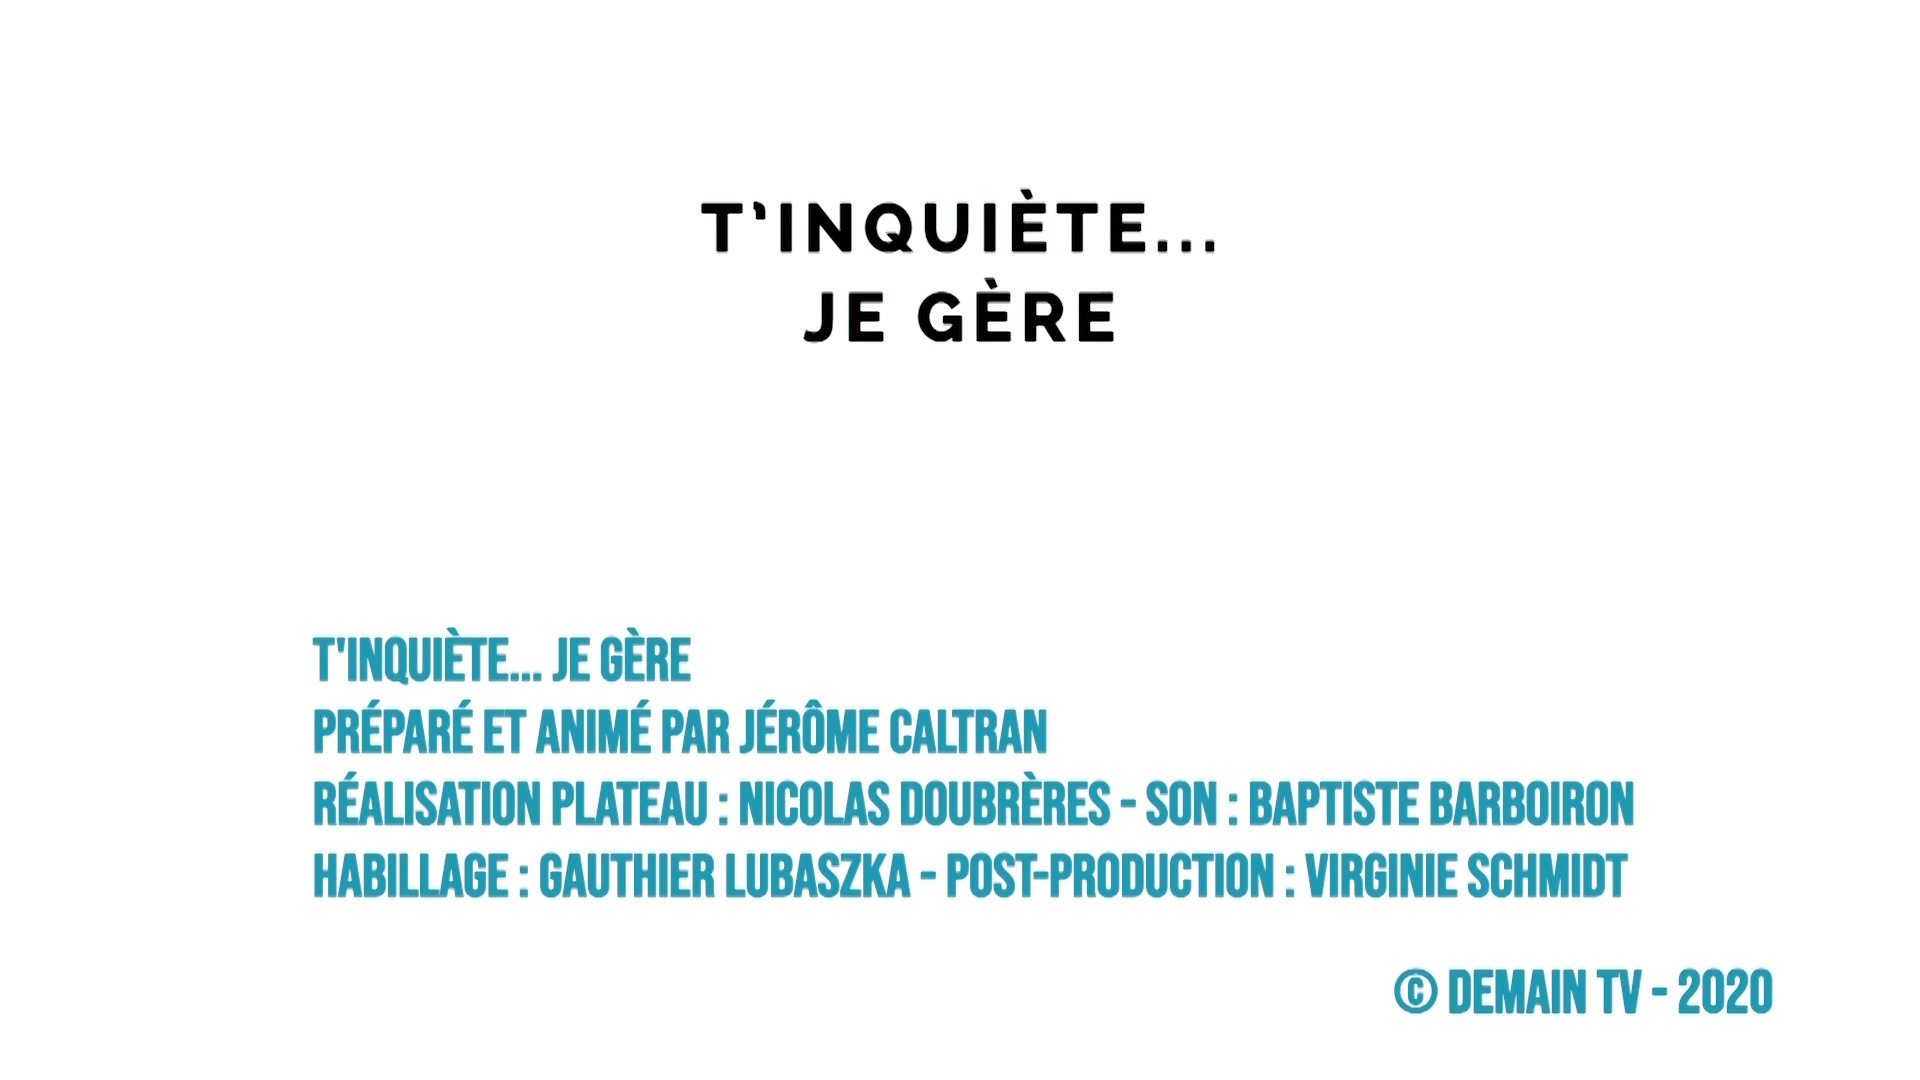 T'INQUIÈTE...
JE GÈRE
T'INQUIÈTE... JE GÈRE
PRÉPARÉ ET ANIMÉ PAR JÉRÔME CALTRAN
RÉALISATION PLATEAU : NICOLAS DOUBRÈRES - SON : BAPTISTE BARBOIRON
HABILLAGE : GAUTHIER LUBASZKA - POST-PRODUCTION : VIRGINIE SCHMIDT
© DEMAIN TV - 2020